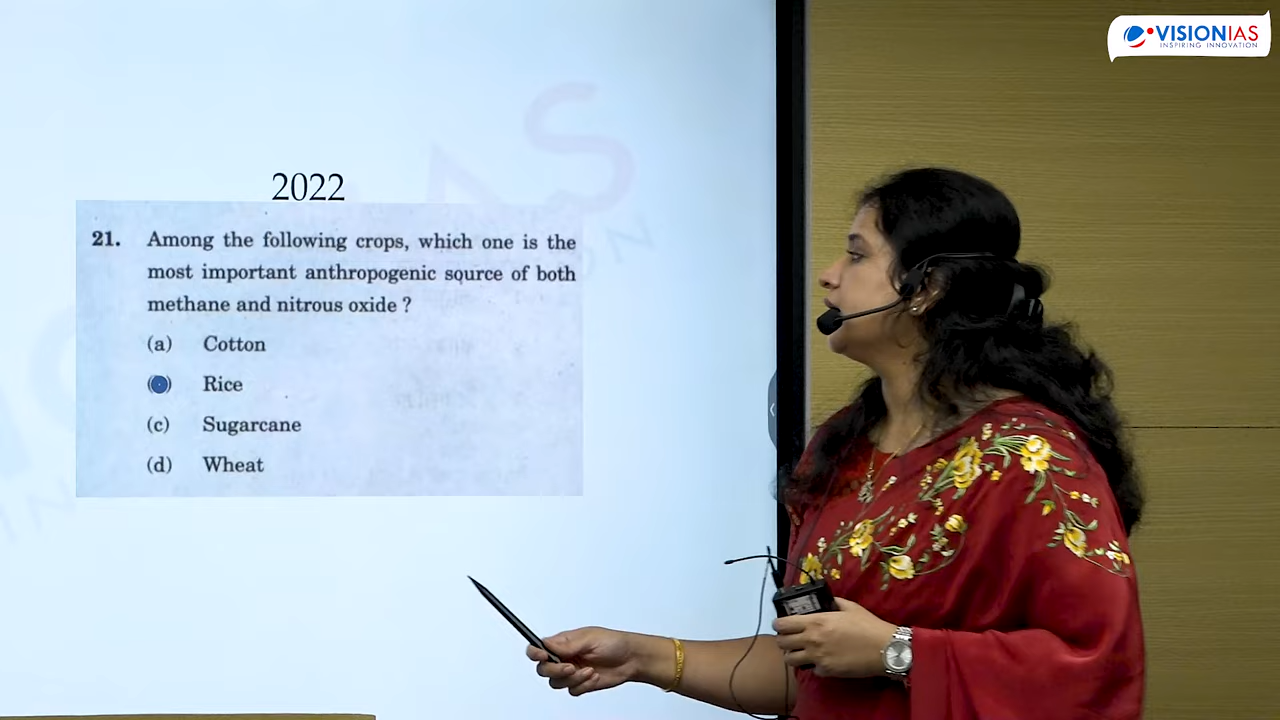 VISIONIAS
INSPIRING INNOVATION
2022
21. Among the following crops, which one is the
most important anthropogenic source of both
methane and nitrous oxide ?
(a) Cotton
Rice
(c) Sugarcane
(d) Wheat